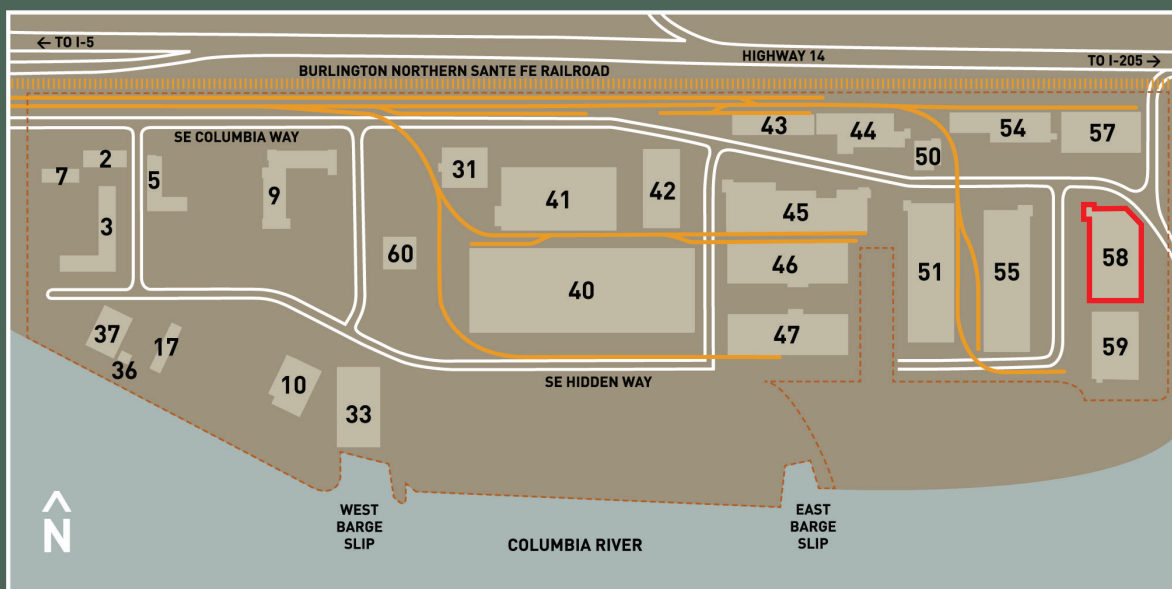 ← TO I-5
HIGHWAY 14
TO I-205 →
BURLINGTON NORTHERN SANTE FE RAILROAD
SE COLUMBIA WAY
43
44
54
57
50
2
7
5
3
9
31
41
42
45
60
40
46
51
55
58
47
59
37
36
17
10
33
SE HIDDEN WAY
N
WEST
BARGE
SLIP
EAST
BARGE
SLIP
COLUMBIA RIVER